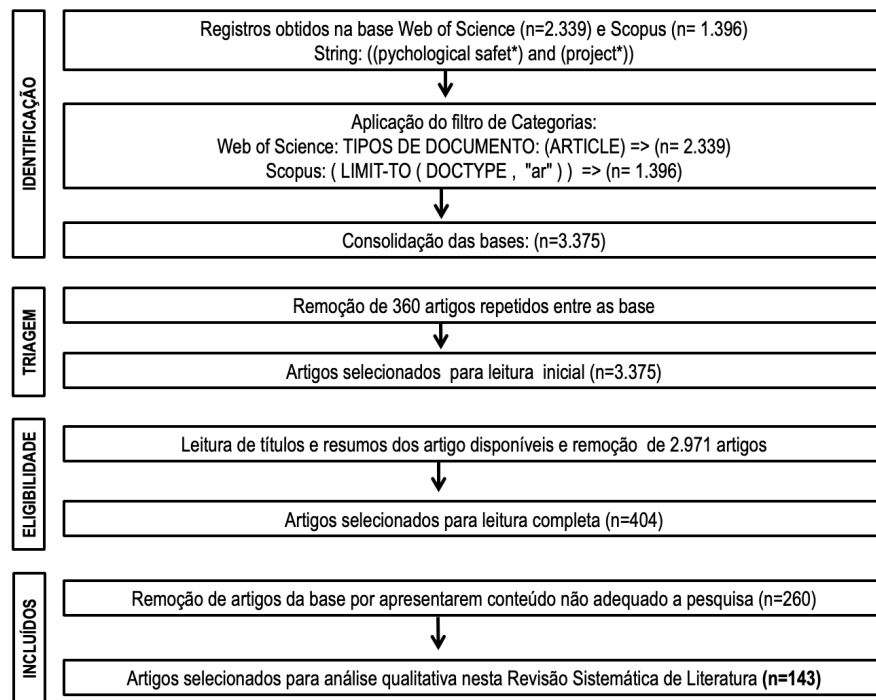 IDENTIFICAÇÃO
Registros obtidos na base Web of Science (n=2.339) e Scopus (n= 1.396)
String: ((pychological safet*) and (project*))
Aplicação do filtro de Categorias:
Web of Science: TIPOS DE DOCUMENTO: (ARTICLE) => (n= 2.339)
Scopus: ( LIMIT-TO ( DOCTYPE , "ar" ) ) => (n= 1.396)
Consolidação das bases: (n=3.375)
TRIAGEM
Remoção de 360 artigos repetidos entre as base
Artigos selecionados para leitura inicial (n=3.375)
ELIGIBILIDADE
Leitura de títulos e resumos dos artigo disponíveis e remoção de 2.971 artigos
Artigos selecionados para leitura completa (n=404)
INCLUÍDOS
Remoção de artigos da base por apresentarem conteúdo não adequado a pesquisa (n=260)
Artigos selecionados para análise qualitativa nesta Revisão Sistemática de Literatura (n=143)